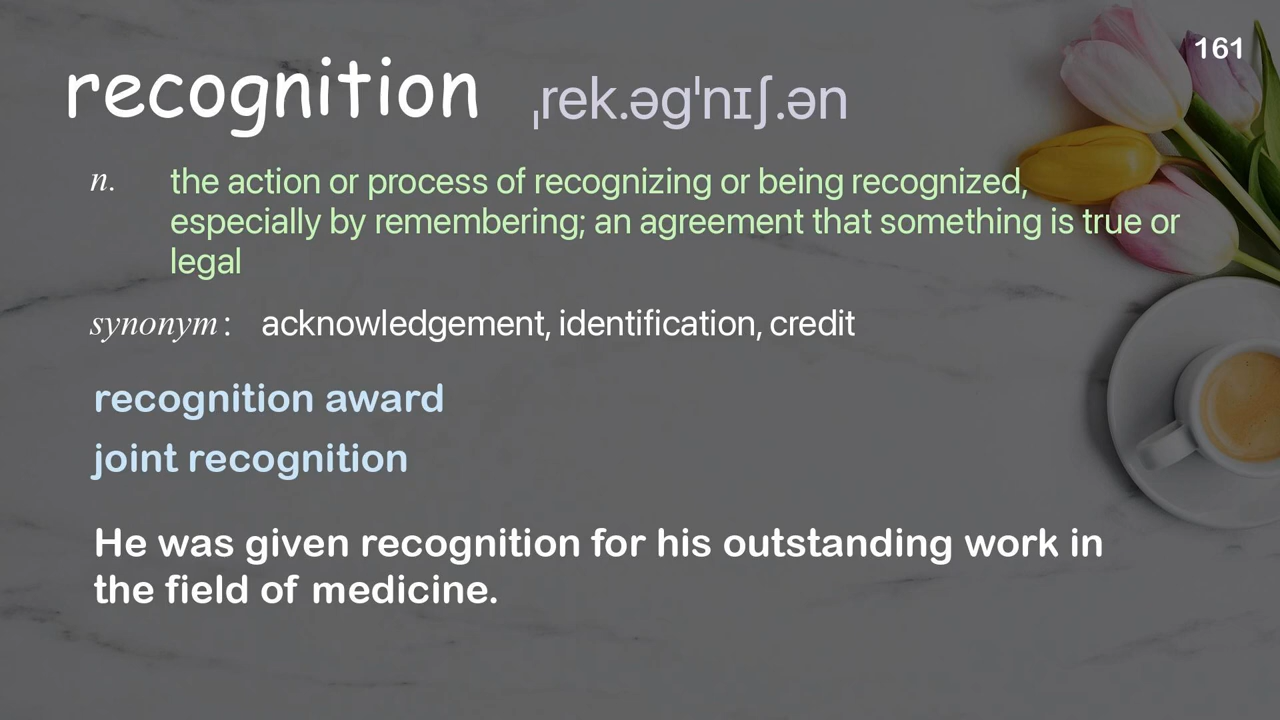 161
recognition ˌrek.əgˈnɪʃ.ən
n. the action or process of recognizing or being recognized,
especially by remembering; an agreement that something is true or
legal
synonym : acknowledgement, identification, credit
recognition award
joint recognition
He was given recognition for his outstanding work in
the field of medicine.